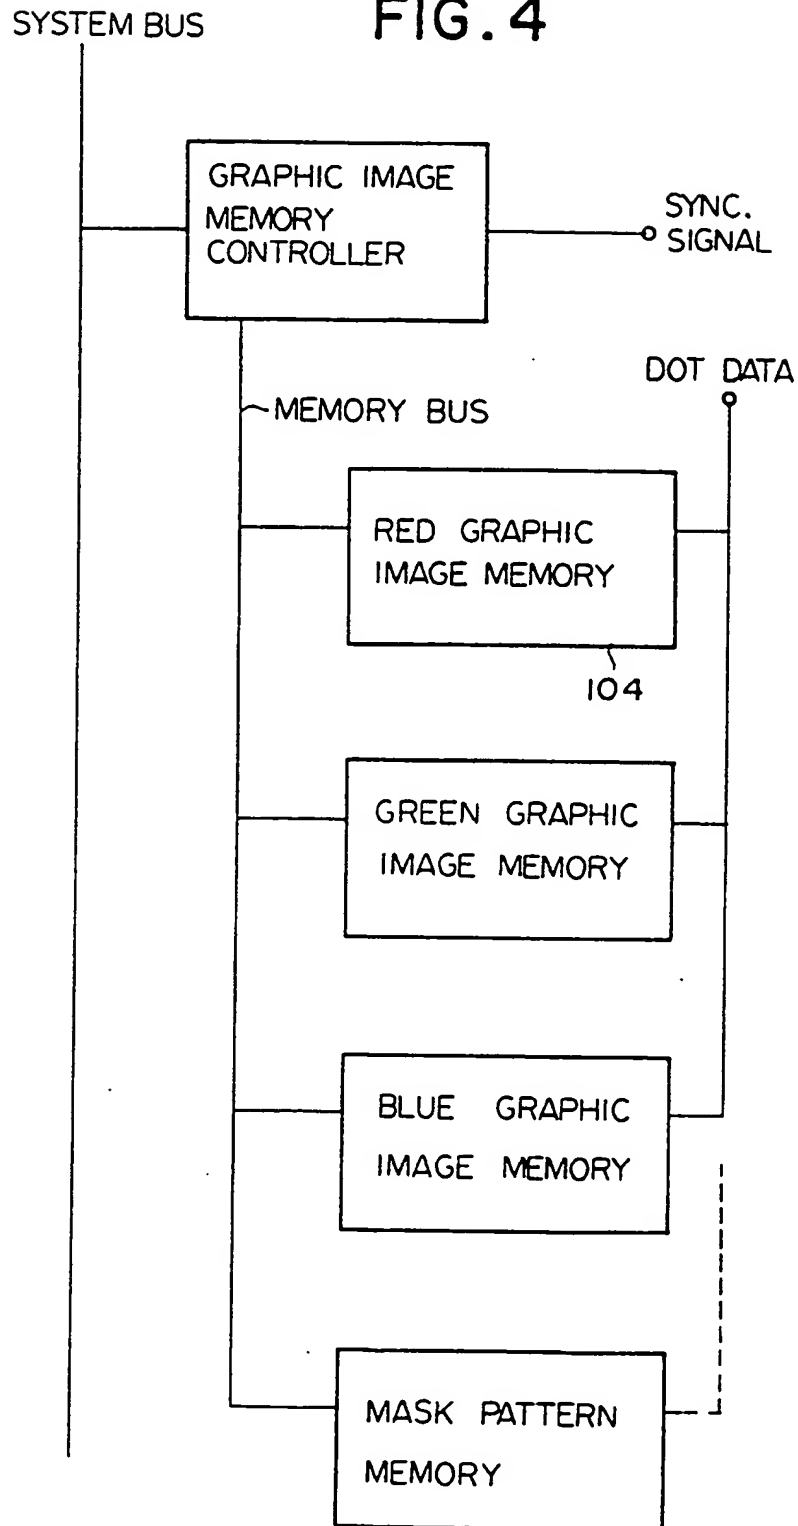 SYSTEM BUS
FIG. 4
GRAPHIC IMAGE
MEMORY
CONTROLLER
SYNC.
SIGNAL
DOT DATA
MEMORY BUS
RED GRAPHIC
IMAGE MEMORY
104
GREEN GRAPHIC
IMAGE MEMORY
BLUE GRAPHIC
IMAGE MEMORY
MASK PATTERN
MEMORY